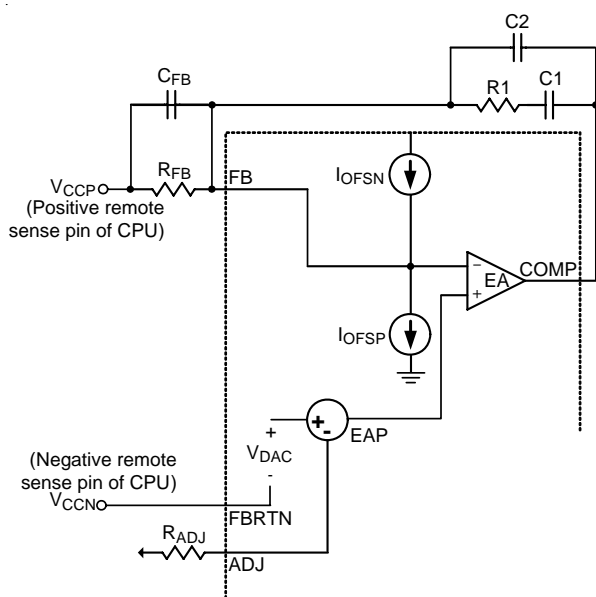 C2
CFB
R1
C1
RFB
FB
VCCP
(Positive remote
sense pin of CPU)
IOFSN
EA
COMP
IOFSP
EAP
VDAC
(Negative remote
sense pin of CPU)
VCCN
FBRTN
RADJ
ADJ